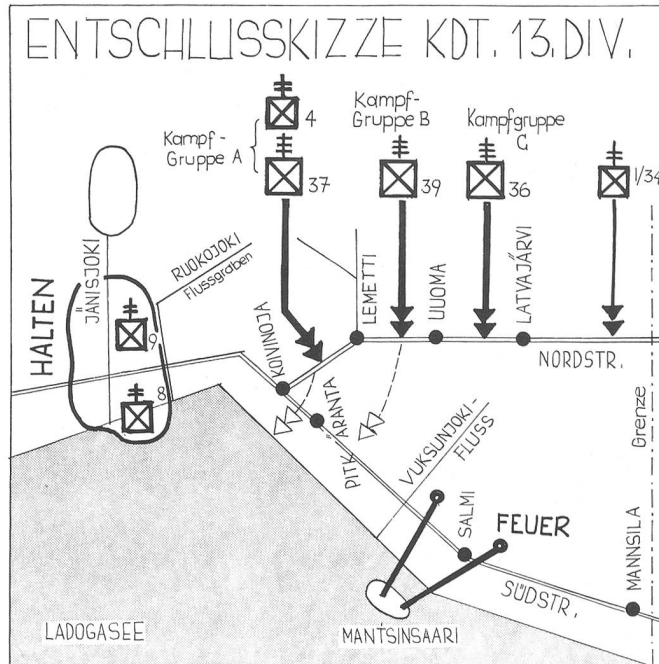 ENTSCHLUSSKIZZE KDT. 13. DIV.
4
Kampf-
Gruppe A
37
Kampf-
Gruppe B
39
Kampfgruppe
C
36
I/34
HALTEN
JÄNISJOKI
RUOKOJOKI
Flussgraben
9
8
KOIVINOJA
LEMETTI
UUOMA
LATVAJÄRVI
NORDSTR.
Grenze
PITKÄRANTA
VUKSUNJOKI-
FLUSS
SALMI
FEUER
MANNSILA
SÜDSTR.
LADOGASEE
MANTSINSAARI